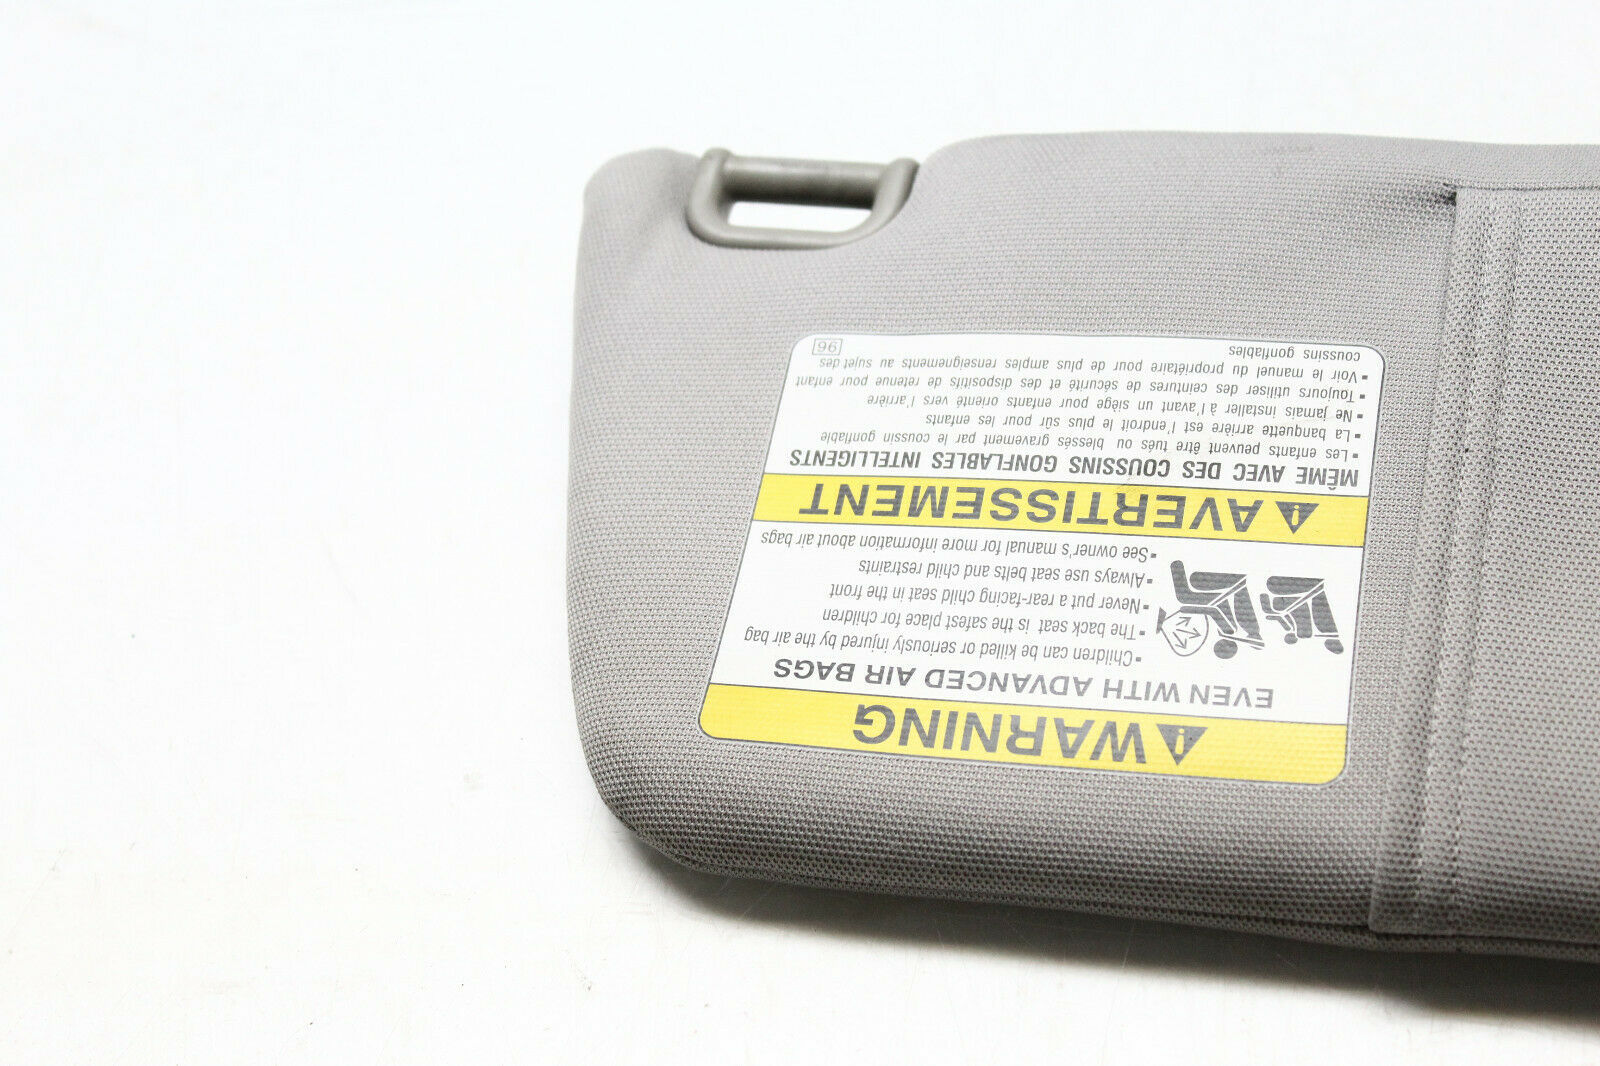 WARNING
EVEN WITH ADVANCED AIR BAGS
•Children can be killed or seriously injured by the air bag
•The back seat is the safest place for children
•Never put a rear-facing child seat in the front
•Always use seat belts and child restraints
•See owner's manual for more information about air bags
AVERTISSEMENT
MÊME AVEC DES COUSSINS GONFLABLES INTELLIGENTS
• Les enfants peuvent être tués ou blessés gravement par le coussin gonflable
• La banquette arrière est l'endroit le plus sûr pour les enfants
• Ne jamais installer à l'avant un siège pour enfants orienté vers l'arrière
• Toujours utiliser des ceintures de sécurité et des dispositifs de retenue pour enfant
• Voir le manuel du propriétaire pour de plus amples renseignements au sujet des
coussins gonflables
96